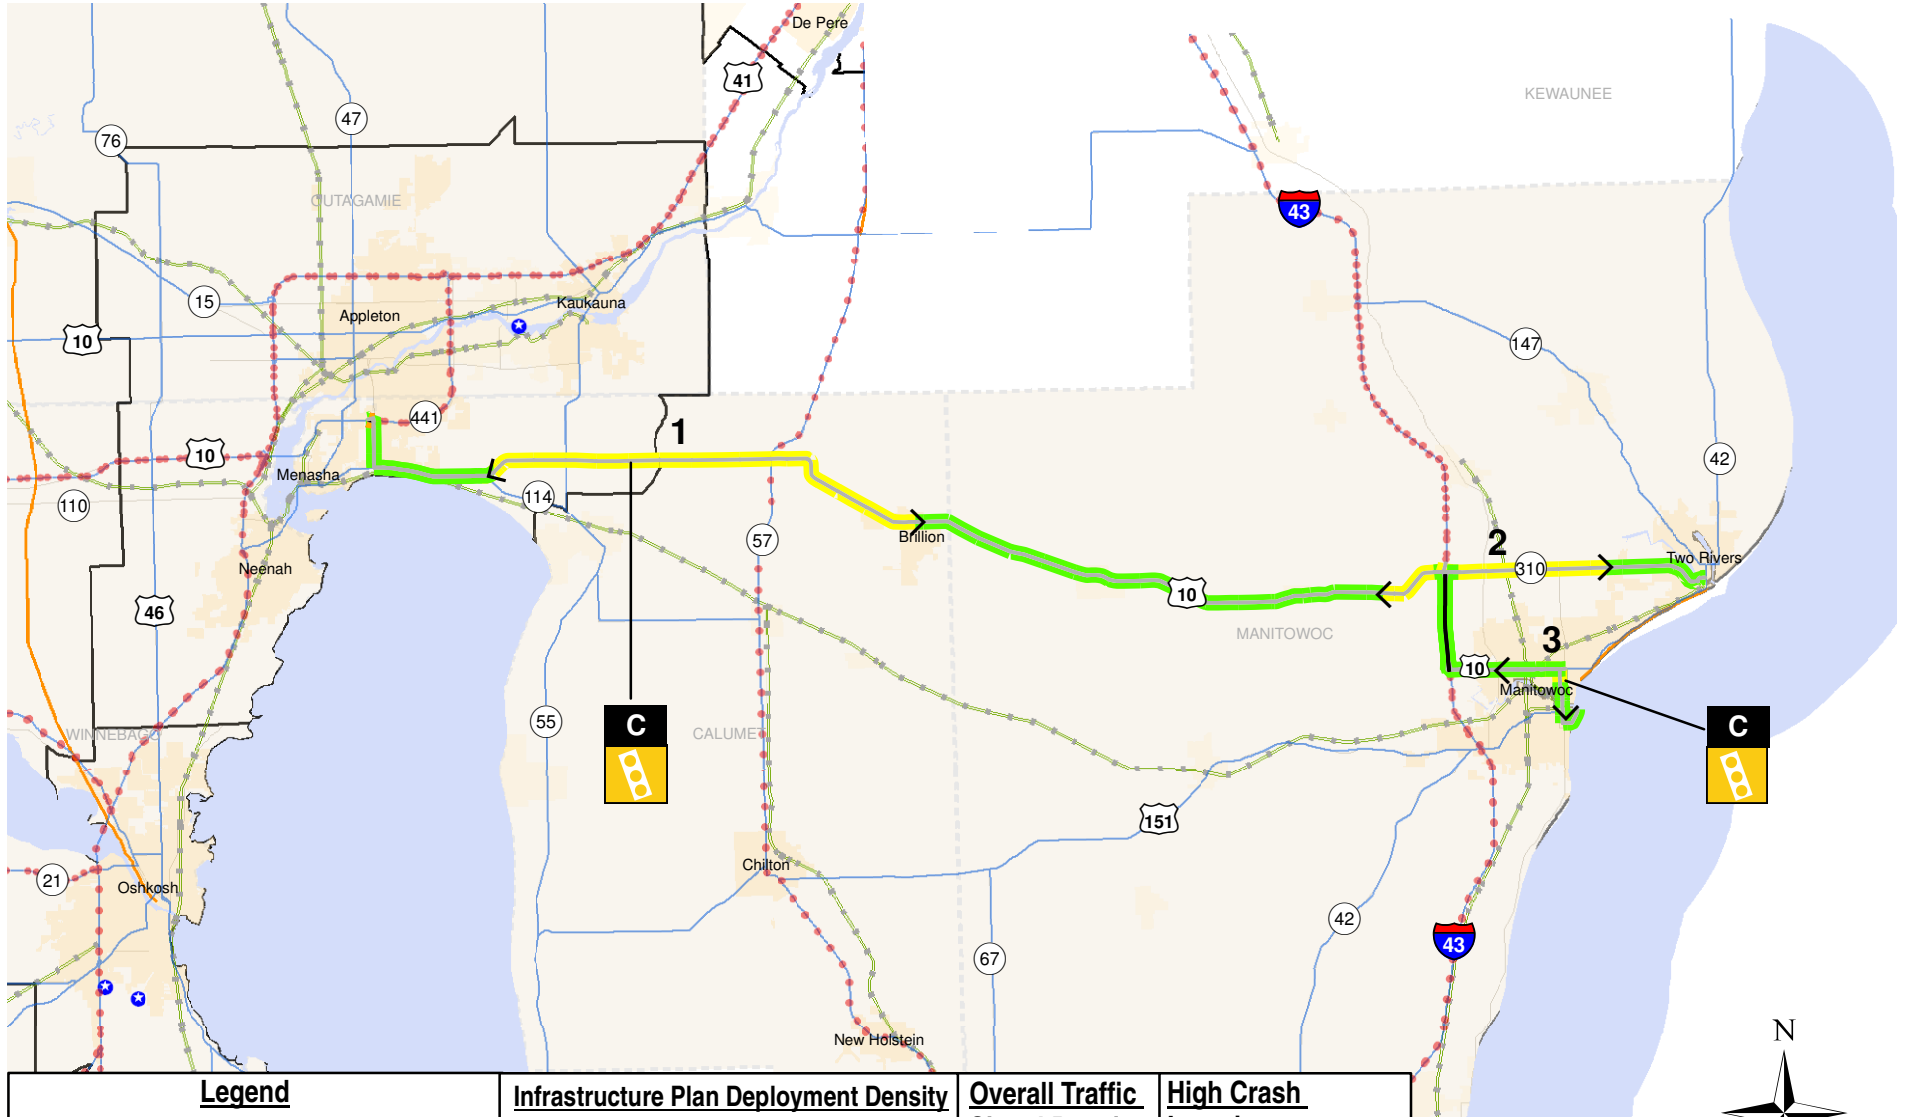 De Pere
41
KEWAUNEE
47
76
OUTAGAMIE
43
15
Kaukauna
Appleton
10
147
441
1
10
42
Menasha
114
110
57
Brillion
2
Two Rivers
310
Neenah
10
46
MANITOWOC
3
10
Manitowoc
55
C
WINNEBAGO
CALUME
C
151
Chilton
21
Oshkosh
42
43
67
New Holstein
N
Legend
Infrastructure Plan Deployment Density
Overall Traffic
High Crash